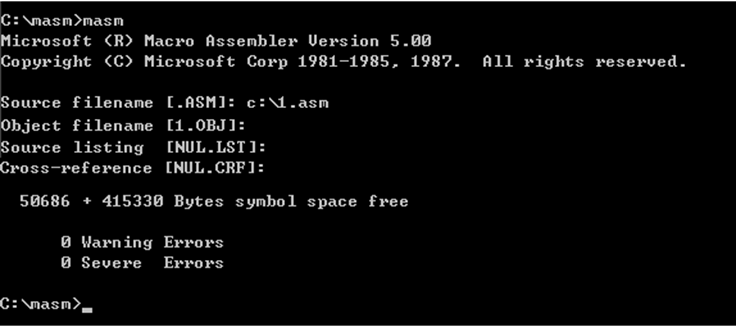 C:\masm>masm
Microsoft (R) Macro Assembler Version 5.00
Copyright (C) Microsoft Corp 1981-1985, 1987.  All rights reserved.
Source filename [.ASM]: c:\1.asm
Object filename [1.OBJ]:
Source listing  [NUL.LST]:
Cross-reference [NUL.CRF]:
50686 + 415330 Bytes symbol space free
0 Warning Errors
0 Severe  Errors
C:\masm>_